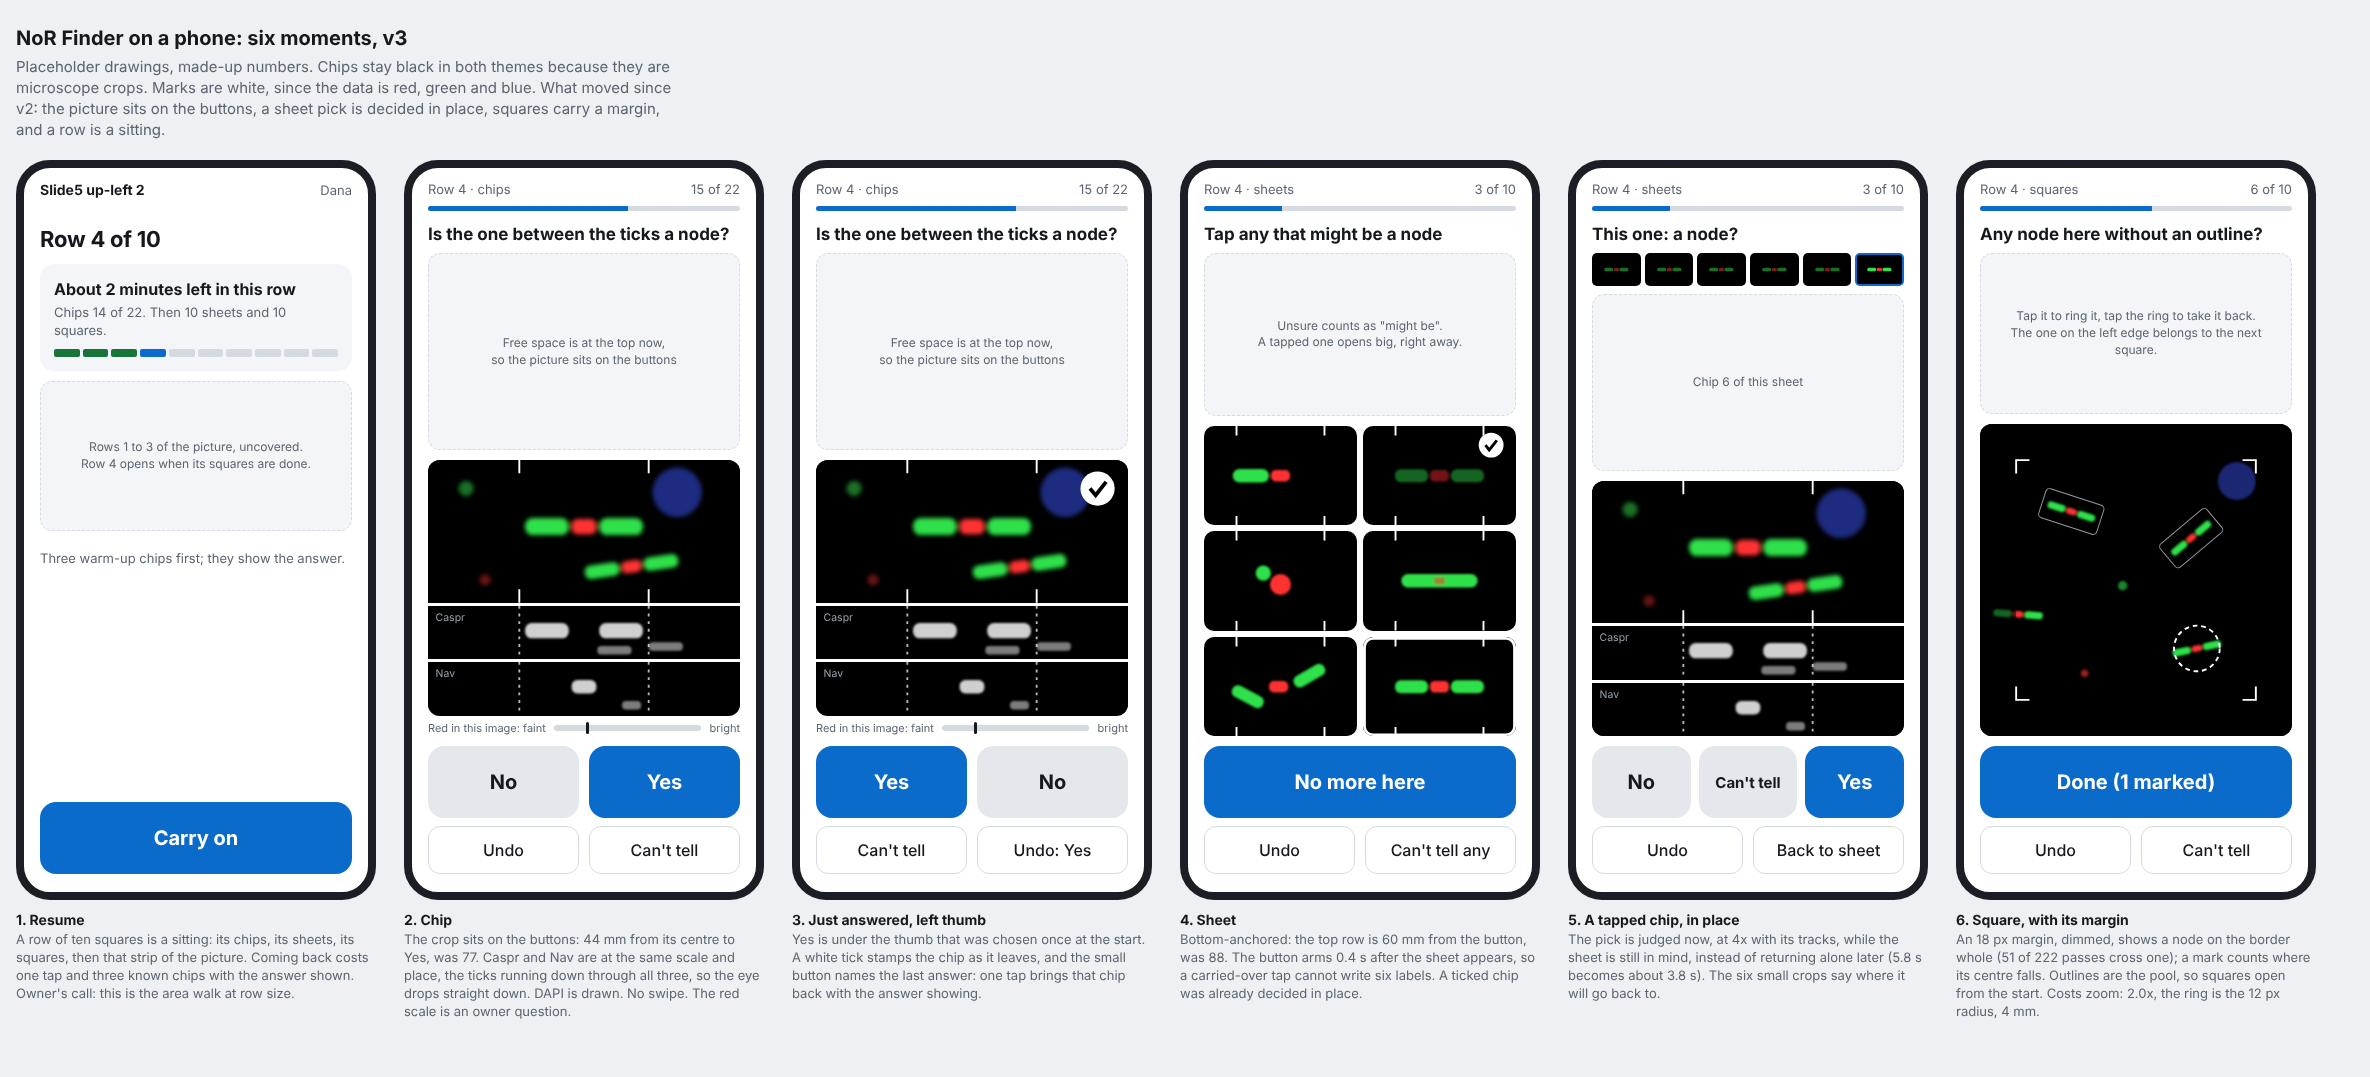 NoR Finder on a phone: six moments, v3
Placeholder drawings, made-up numbers. Chips stay black in both themes because they are
microscope crops. Marks are white, since the data is red, green and blue. What moved since
v2: the picture sits on the buttons, a sheet pick is decided in place, squares carry a margin,
and a row is a sitting.
Slide5 up-left 2
Dana
Row 4 of 10
About 2 minutes left in this row
Chips 14 of 22. Then 10 sheets and 10
squares.
Rows 1 to 3 of the picture, uncovered.
Row 4 opens when its squares are done.
Three warm-up chips first; they show the answer.
Carry on
1. Resume
A row of ten squares is a sitting: its chips, its sheets, its
squares, then that strip of the picture. Coming back costs
one tap and three known chips with the answer shown.
Owner's call: this is the area walk at row size.
Row 4 · chips
15 of 22
Is the one between the ticks a node?
Free space is at the top now,
so the picture sits on the buttons
Caspr
Nav
Red in this image: faint
bright
No
Yes
Undo
Can't tell
2. Chip
The crop sits on the buttons: 44 mm from its centre to
Yes, was 77. Caspr and Nav are at the same scale and
place, the ticks running down through all three, so the eye
drops straight down. DAPI is drawn. No swipe. The red
scale is an owner question.
Row 4 · chips
15 of 22
Is the one between the ticks a node?
Free space is at the top now,
so the picture sits on the buttons
Caspr
Nav
Red in this image: faint
bright
Yes
No
Can't tell
Undo: Yes
3. Just answered, left thumb
Yes is under the thumb that was chosen once at the start.
A white tick stamps the chip as it leaves, and the small
button names the last answer: one tap brings that chip
back with the answer showing.
Row 4 · sheets
3 of 10
Tap any that might be a node
Unsure counts as "might be".
A tapped one opens big, right away.
No more here
Undo
Can't tell any
4. Sheet
Bottom-anchored: the top row is 60 mm from the button,
was 88. The button arms 0.4 s after the sheet appears, so
a carried-over tap cannot write six labels. A ticked chip
was already decided in place.
Row 4 · sheets
3 of 10
This one: a node?
Chip 6 of this sheet
Caspr
Nav
No
Can't tell
Yes
Undo
Back to sheet
5. A tapped chip, in place
The pick is judged now, at 4x with its tracks, while the
sheet is still in mind, instead of returning alone later (5.8 s
becomes about 3.8 s). The six small crops say where it
will go back to.
Row 4 · squares
6 of 10
Any node here without an outline?
Tap it to ring it, tap the ring to take it back.
The one on the left edge belongs to the next
square.
Done (1 marked)
Undo
Can't tell
6. Square, with its margin
An 18 px margin, dimmed, shows a node on the border
whole (51 of 222 passes cross one); a mark counts where
its centre falls. Outlines are the pool, so squares open
from the start. Costs zoom: 2.0x, the ring is the 12 px
radius, 4 mm.